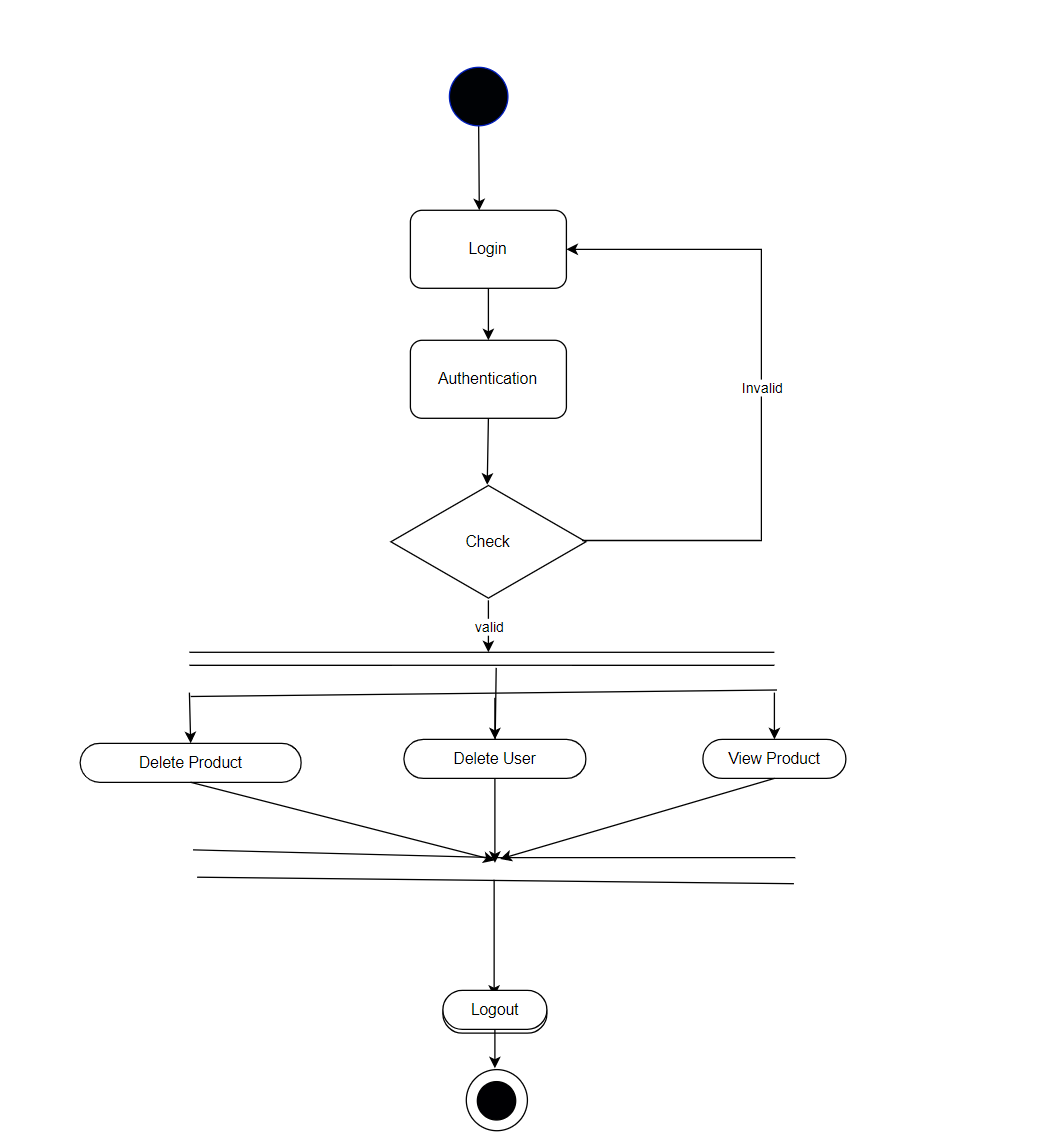 Login
Authentication
Invalid
Check
valid
Delete Product
Delete User
View Product
Logout